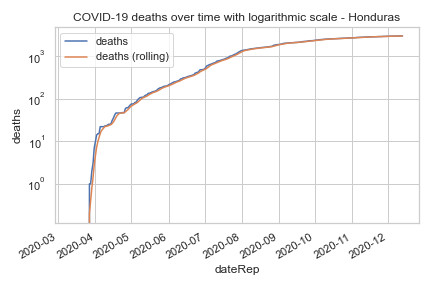 COVID-19 deaths over time with logarithmic scale - Honduras
deaths
deaths (rolling)
10³
10²
10¹
10⁰
deaths
2020-03
2020-04
2020-05
2020-06
2020-07
2020-08
2020-09
2020-10
2020-11
2020-12
dateRep